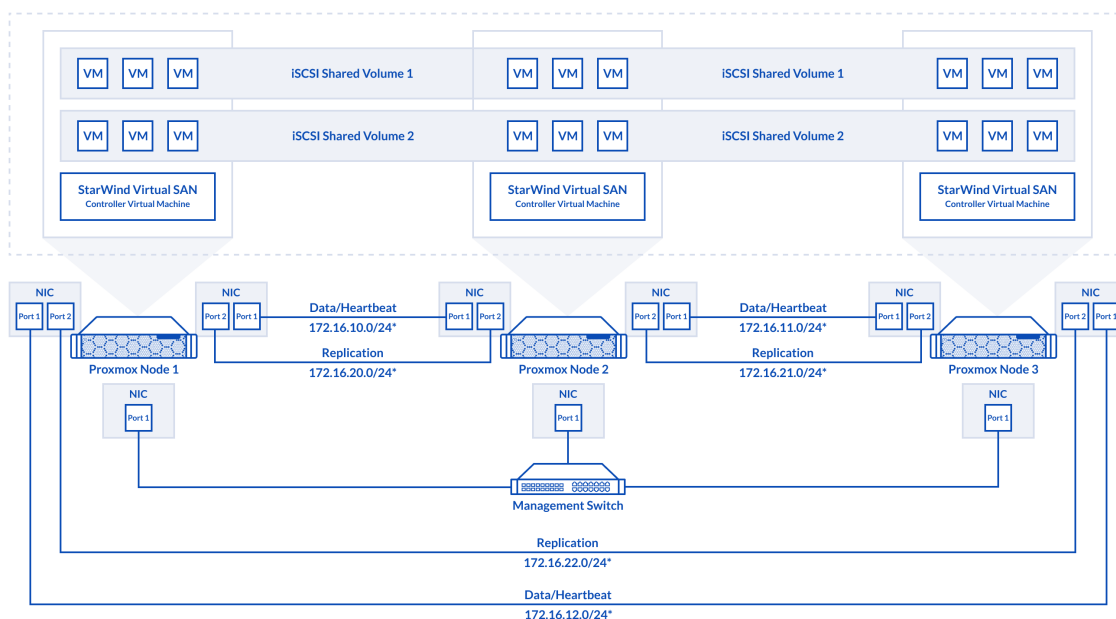 VM VM VM iSCSI Shared Volume 1 VM VM VM iSCSI Shared Volume 1 VM VM VM
VM VM VM iSCSI Shared Volume 2 VM VM VM iSCSI Shared Volume 2 VM VM VM
StarWind Virtual SAN StarWind Virtual SAN StarWind Virtual SAN
Controller Virtual Machine Controller Virtual Machine Controller Virtual Machine
NIC NIC NIC NIC NIC NIC
Port 1 Port 2 Port 2 Port 1 Data/Heartbeat Port 1 Port 2 Port 2 Port 1 Data/Heartbeat Port 1 Port 2 Port 2 Port 1
172.16.10.0/24* 172.16.11.0/24*
Replication Replication
Proxmox Node 1 172.16.20.0/24* Proxmox Node 2 172.16.21.0/24* Proxmox Node 3
NIC NIC NIC
Port 1 Port 1 Port 1
Management Switch
Replication
172.16.22.0/24*
Data/Heartbeat
172.16.12.0/24*